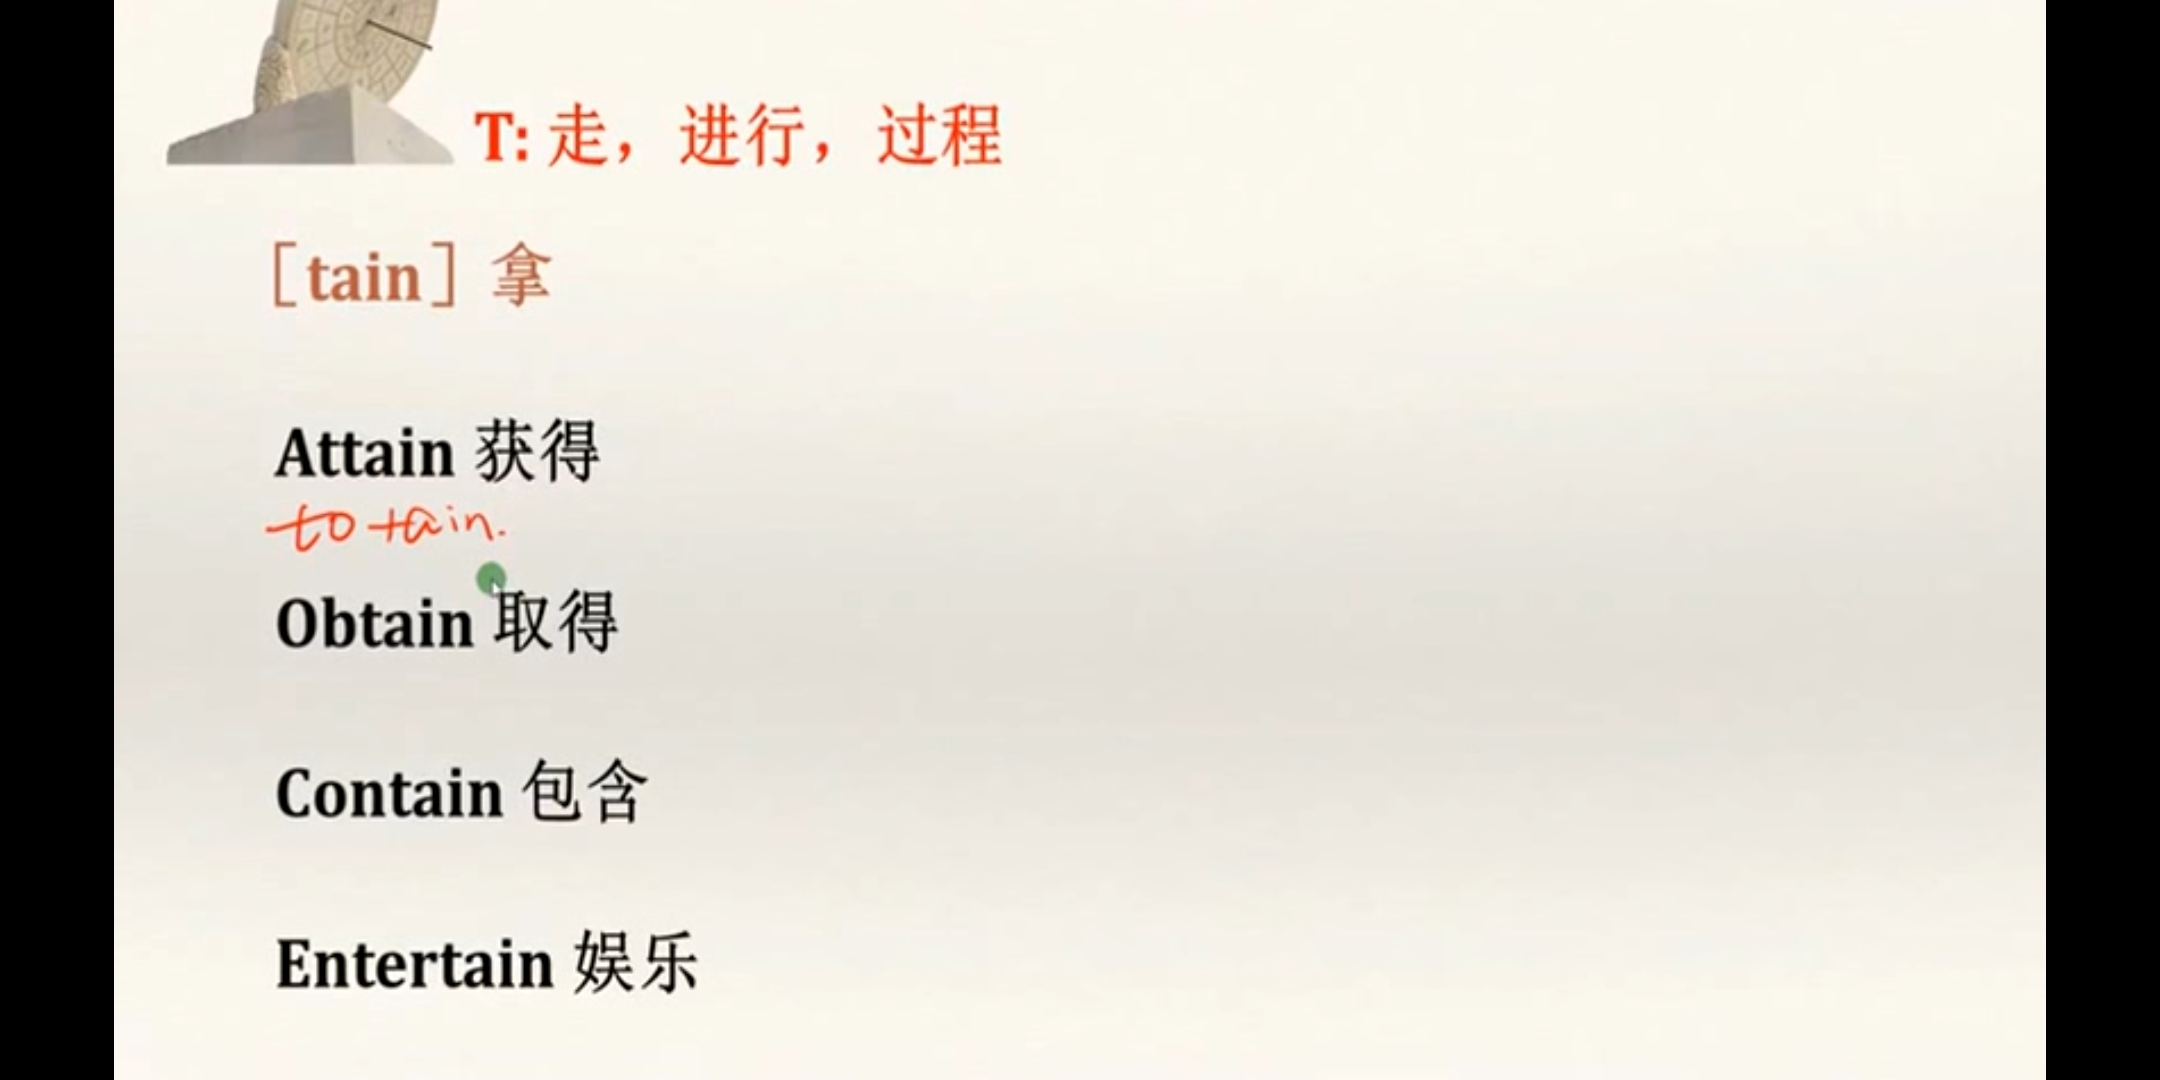 T: 走，进行，过程
［tain］拿
Attain 获得
to tain.
Obtain 取得
Contain 包含
Entertain 娱乐